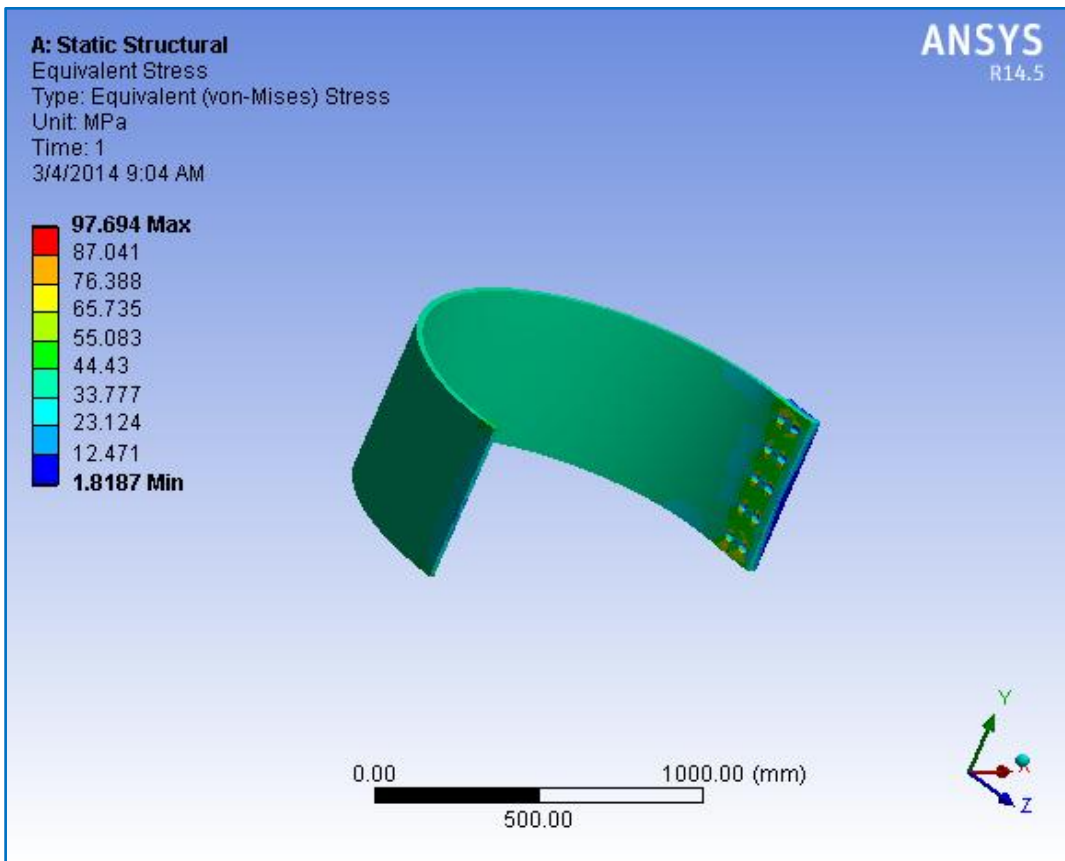 A: Static Structural
Equivalent Stress
Type: Equivalent (von-Mises) Stress
Unit: MPa
Time: 1
3/4/2014 9:04 AM
ANSYS
R14.5
97.694 Max
87.041
76.388
65.735
55.083
44.43
33.777
23.124
12.471
1.8187 Min
0.00
1000.00 (mm)
500.00
Y
X
Z